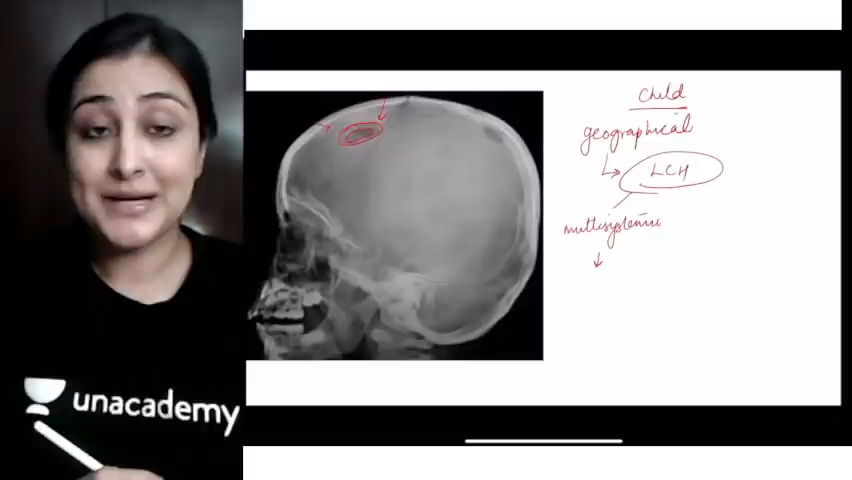 child
geographical
LCH
multisystemic
unacademy